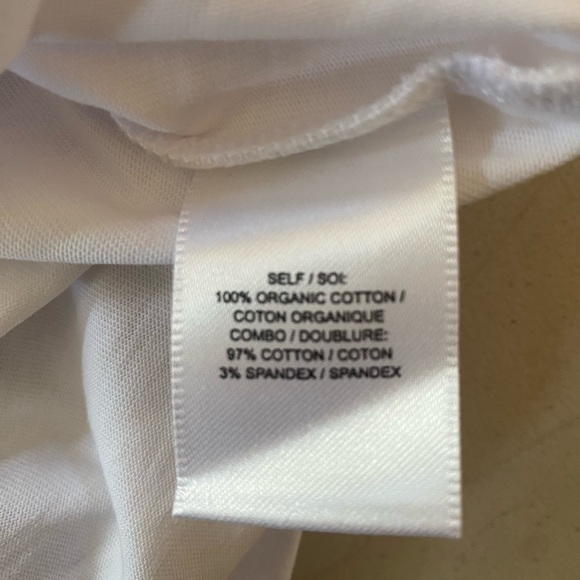 SELF / SOI:
100% ORGANIC COTTON /
COTON ORGANIQUE
COMBO / DOUBLURE:
97% COTTON / COTON
3% SPANDEX / SPANDEX